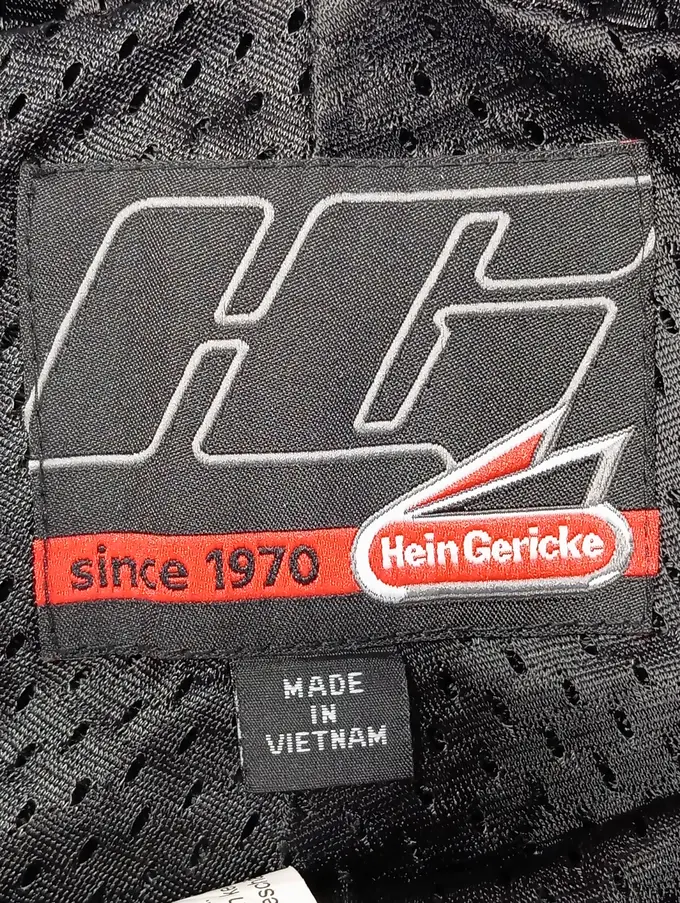 HG
since 1970
Hein Gericke
MADE
IN
VIETNAM